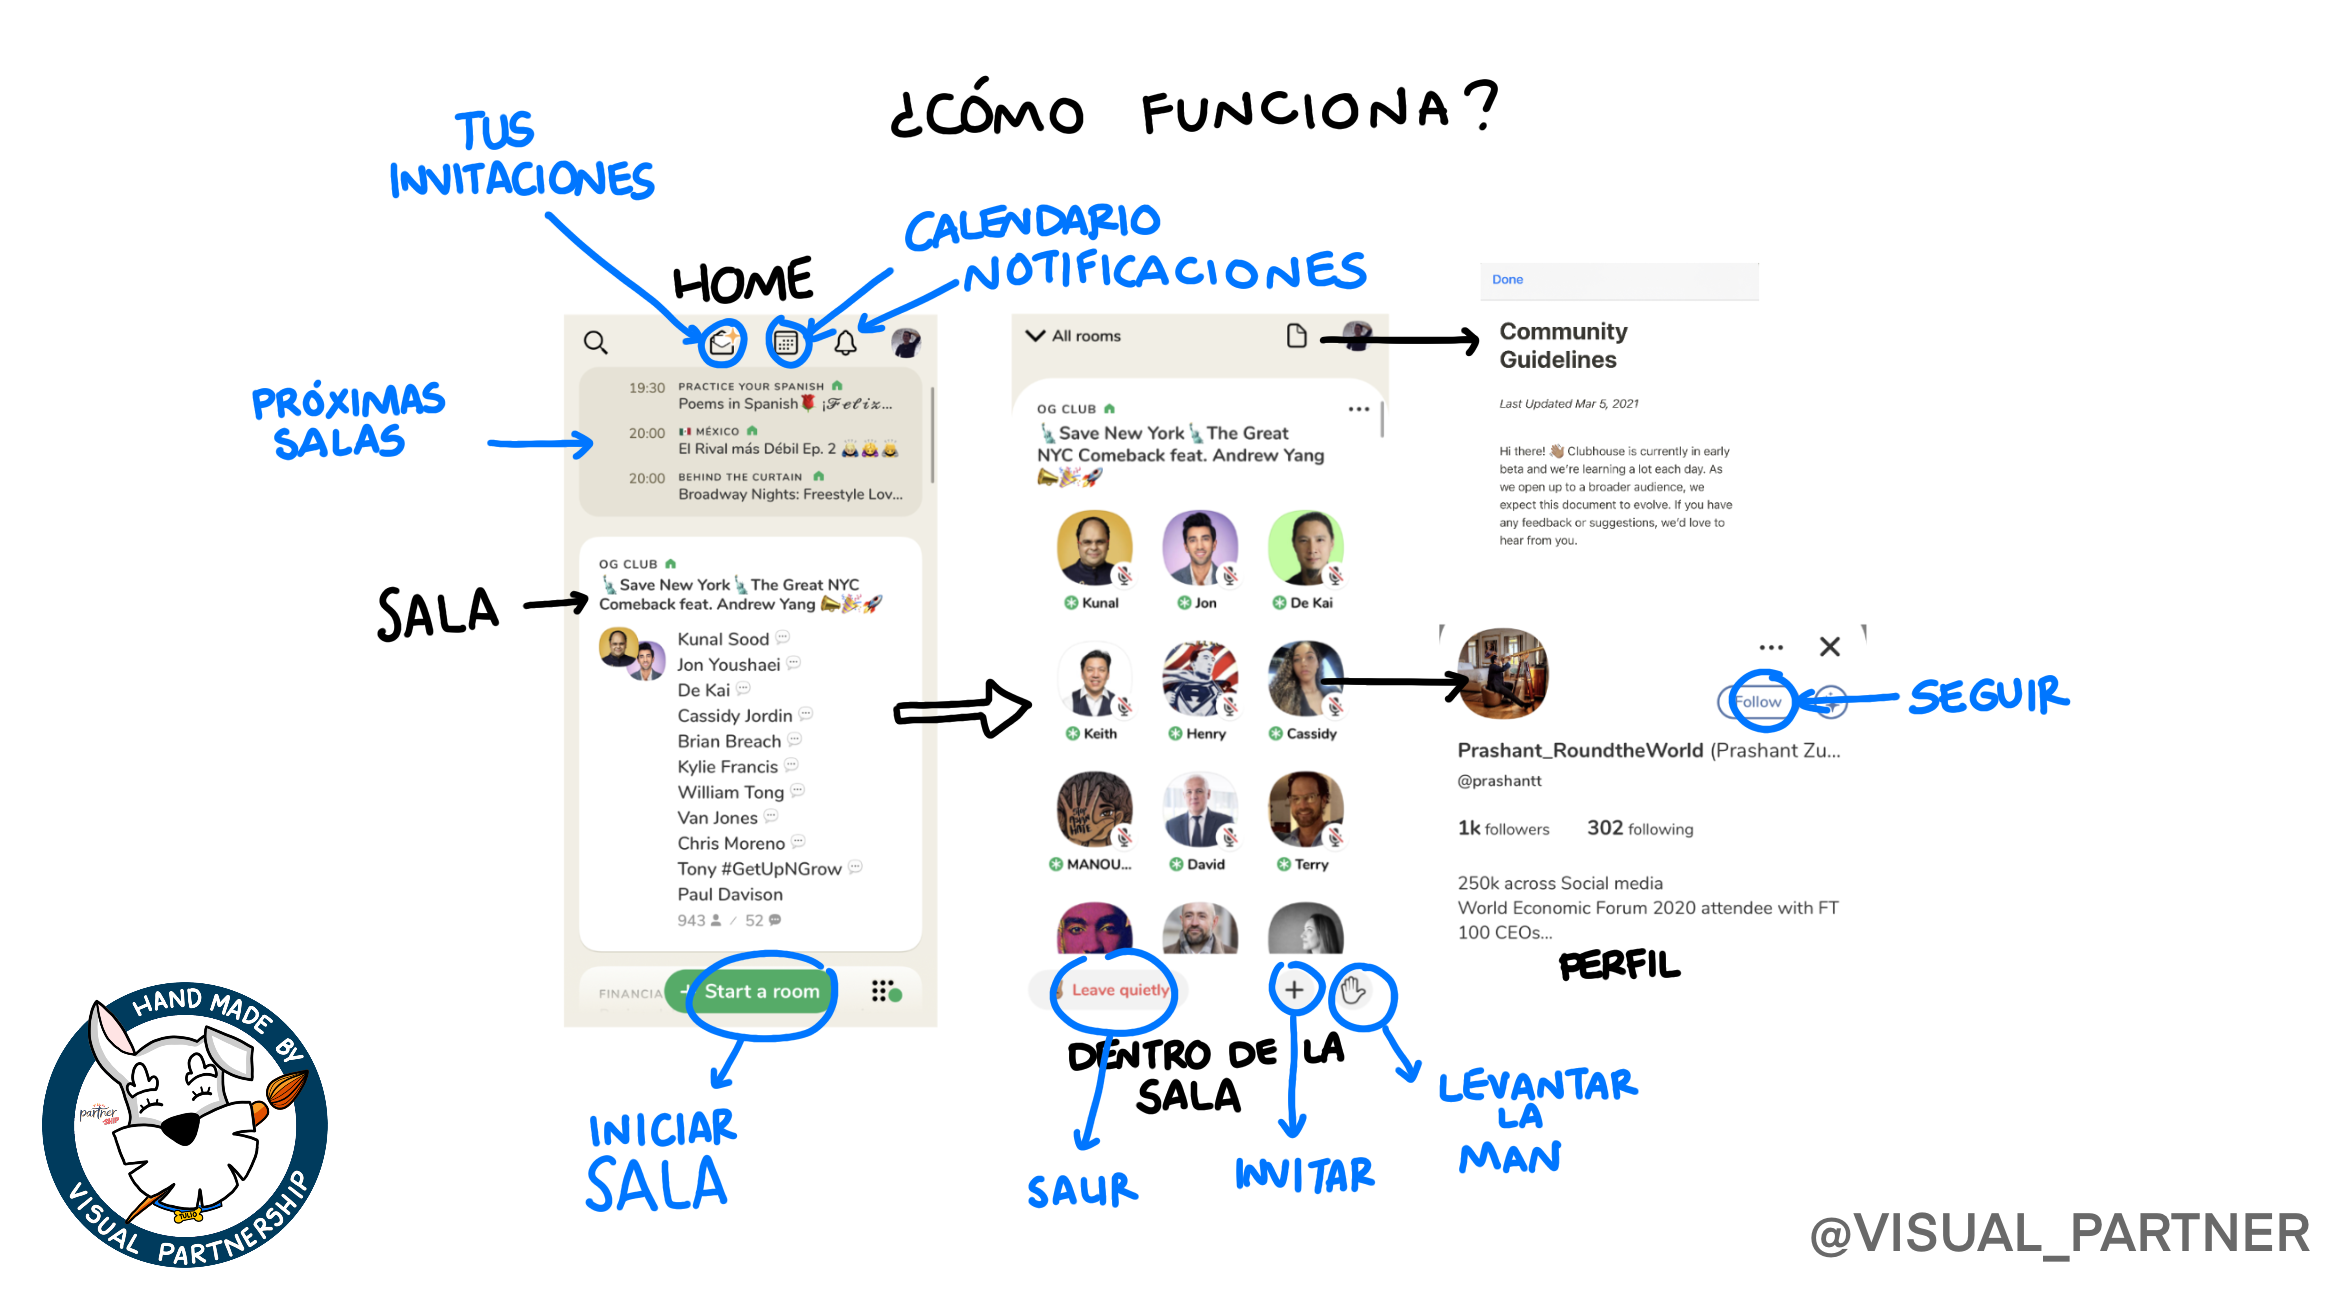 ¿CÓMO FUNCIONA?
TUS
INVITACIONES
CALENDARIO
NOTIFICACIONES
HOME
PRÓXIMAS
SALAS
19:30 PRACTICE YOUR SPANISH
Poems in Spanish🌹 ¡𝓕𝓮𝓵𝓲𝔃...
20:00 🇲🇽 MÉXICO
El Rival más Débil Ep. 2
20:00 BEHIND THE CURTAIN
Broadway Nights: Freestyle Lov...
SALA
OG CLUB
🗽Save New York🗽The Great NYC
Comeback feat. Andrew Yang 📣🎉🚀
Kunal Sood 💬
Jon Youshaei 💬
De Kai 💬
Cassidy Jordin 💬
Brian Breach 💬
Kylie Francis 💬
William Tong 💬
Van Jones 💬
Chris Moreno 💬
Tony #GetUpNGrow 💬
Paul Davison
943 / 52
FINANCIA
+ Start a room
INICIAR
SALA
All rooms
OG CLUB
🗽Save New York🗽The Great
NYC Comeback feat. Andrew Yang
📣🎉🚀
Kunal Jon De Kai
Keith Henry Cassidy
MANOU... David Terry
Leave quietly
DENTRO DE LA
SALA
SALIR
INVITAR
LEVANTAR
LA
MAN
Done
Community
Guidelines
Last Updated Mar 5, 2021
Hi there! 👋🏽 Clubhouse is currently in early
beta and we're learning a lot each day. As
we open up to a broader audience, we
expect this document to evolve. If you have
any feedback or suggestions, we'd love to
hear from you.
Follow
SEGUIR
Prashant_RoundtheWorld (Prashant Zu...
@prashantt
1k followers 302 following
250k across Social media
World Economic Forum 2020 attendee with FT
100 CEOs...
PERFIL
HAND MADE BY
VISUAL PARTNERSHIP
partner
TULIO
@VISUAL_PARTNER